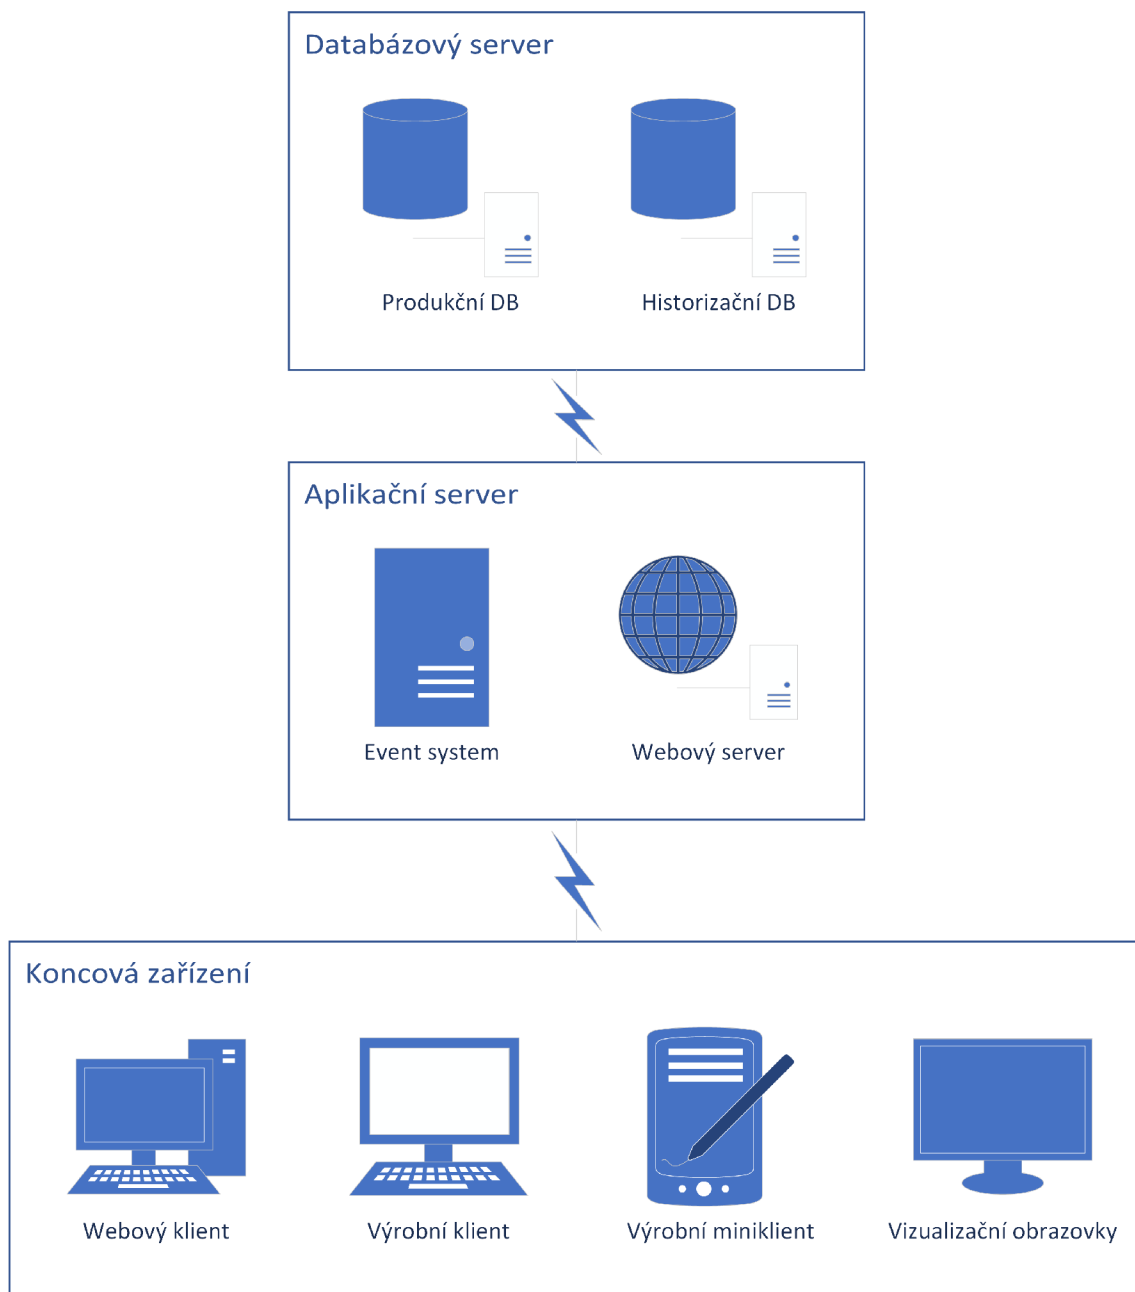 Databázový server
Produkční DB
Historizační DB
Aplikační server
Event system
Webový server
Koncová zařízení
Webový klient
Výrobní klient
Výrobní miniklient
Vizualizační obrazovky